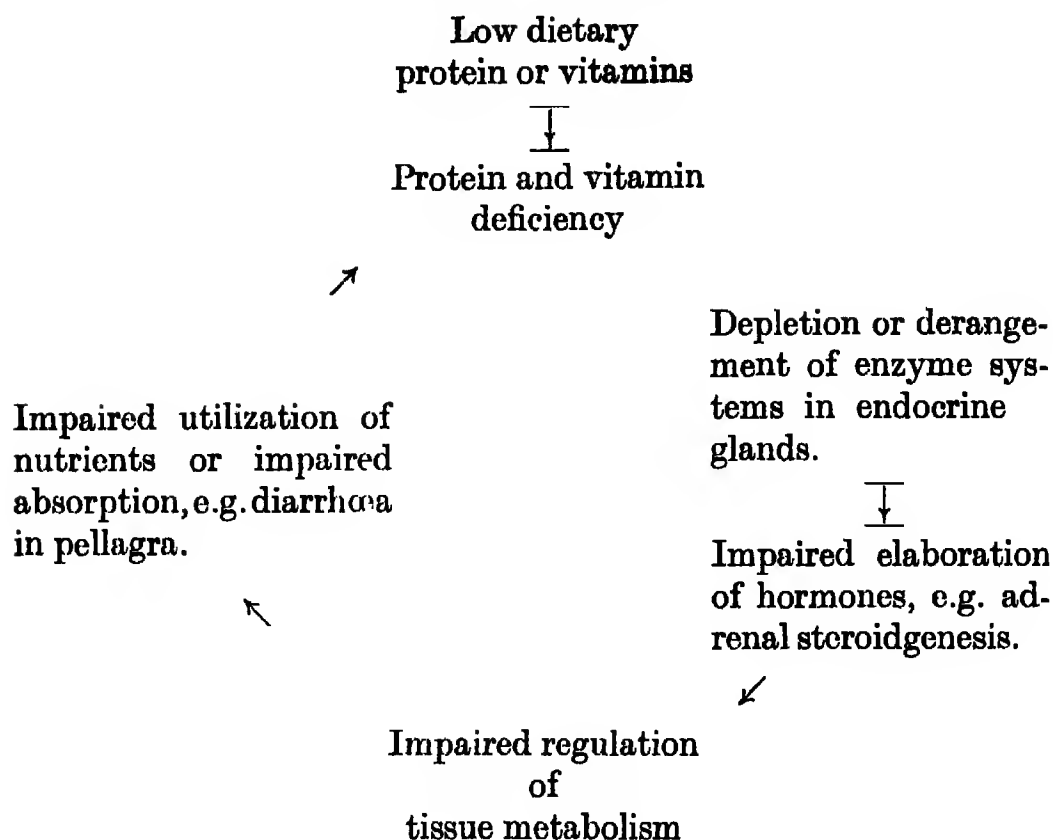 Low dietary
protein or vitamins
Protein and vitamin
deficiency
Depletion or derange-
ment of enzyme sys-
tems in endocrine
glands.
Impaired utilization of
nutrients or impaired
absorption, e.g. diarrhœa
in pellagra.
Impaired elaboration
of hormones, e.g. ad-
renal steroidgenesis.
Impaired regulation
of
tissue metabolism